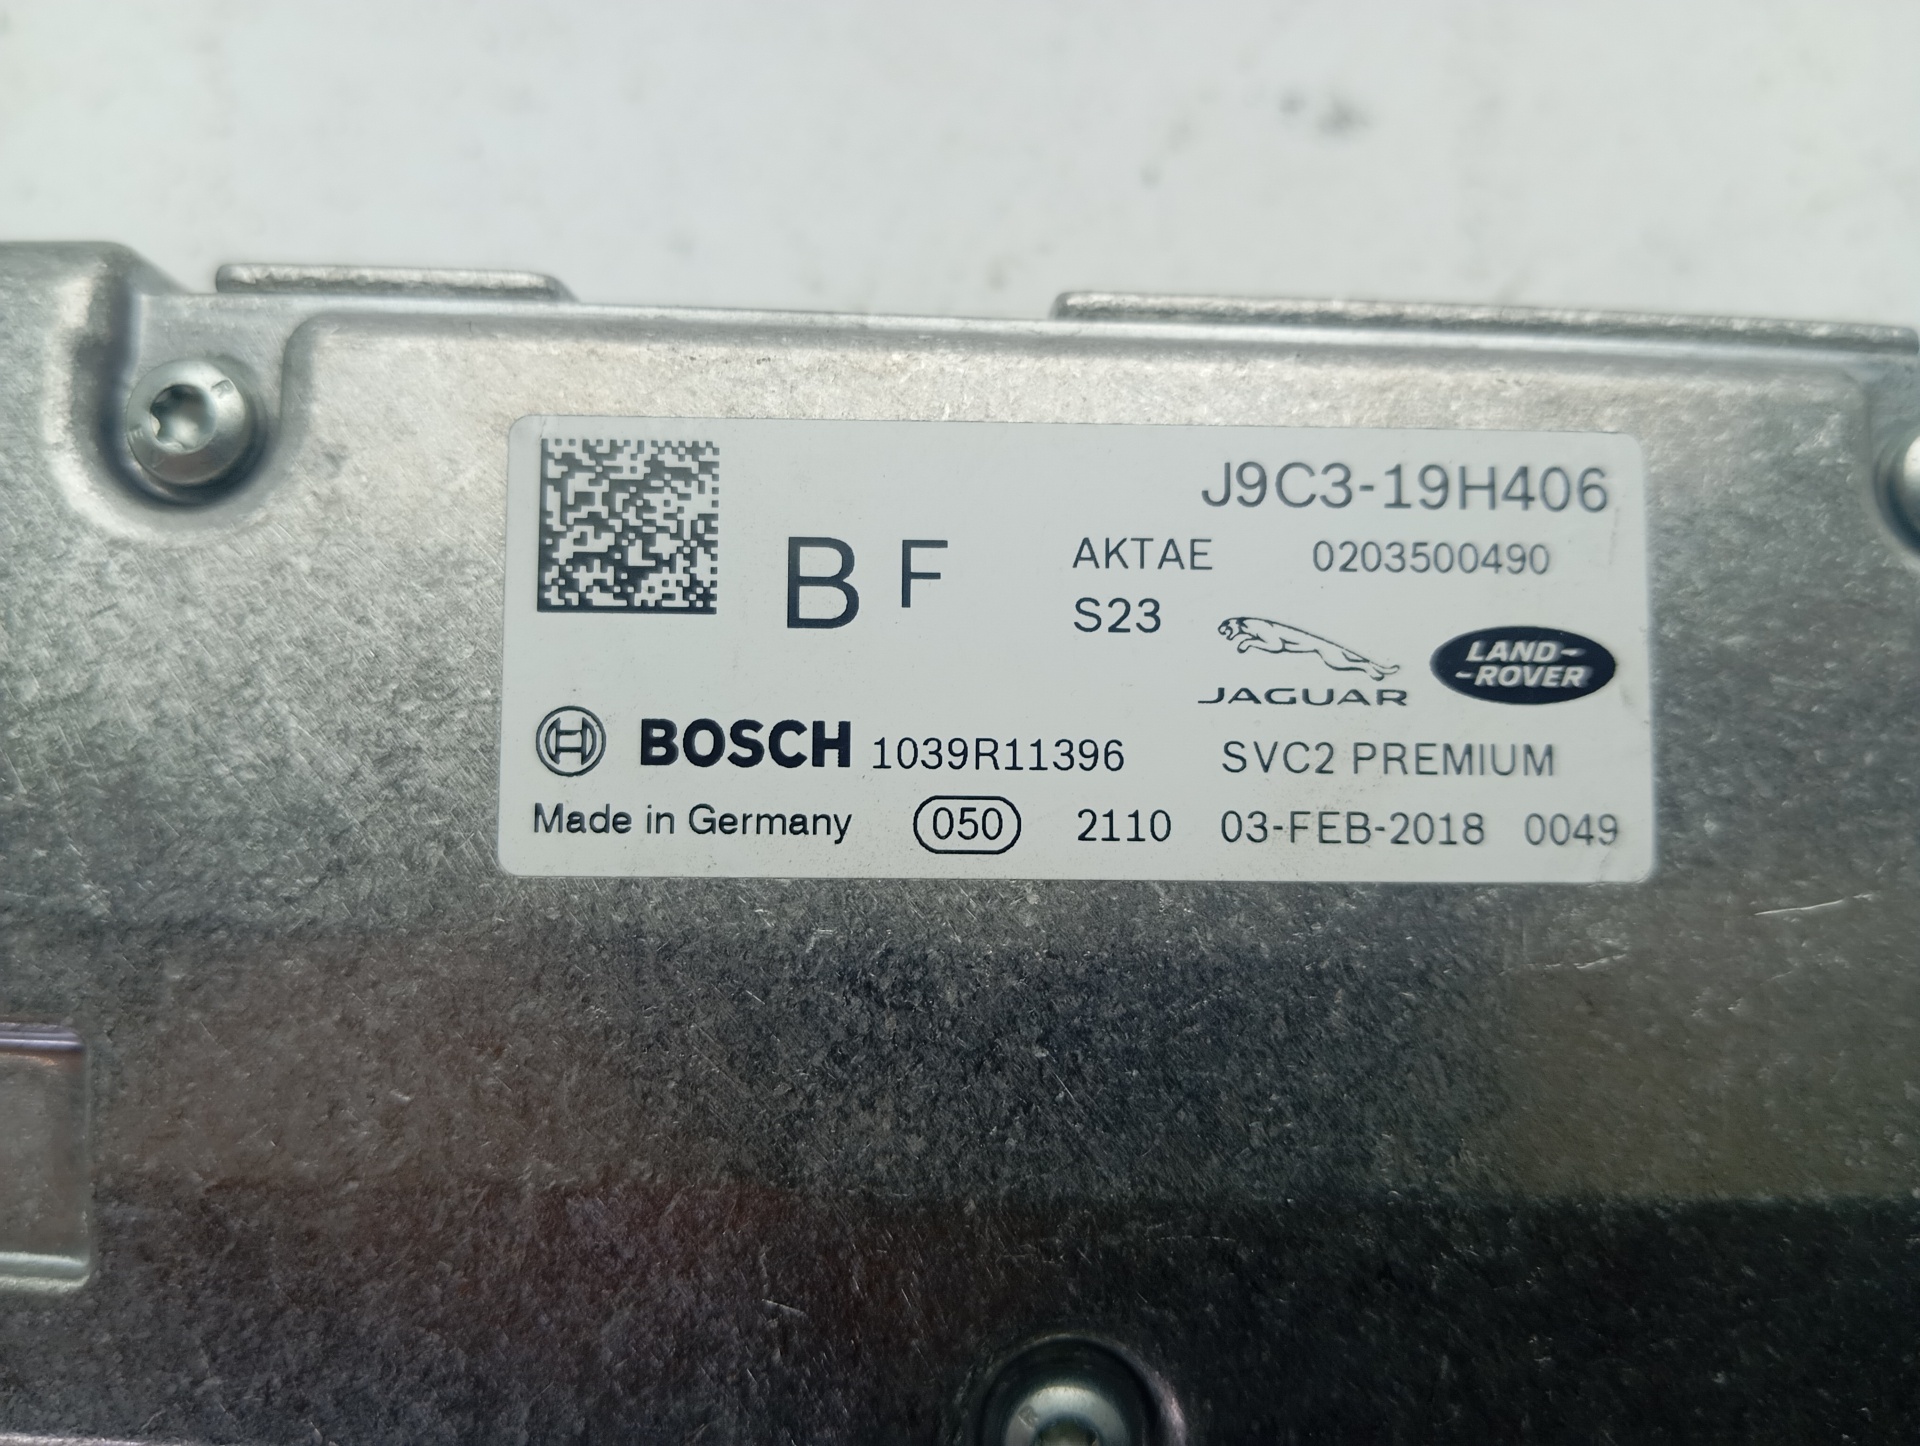 J9C3-19H406
B F
AKTAE 0203500490
S23
JAGUAR
LAND-
-ROVER
BOSCH 1039R11396 SVC2 PREMIUM
Made in Germany 050 2110 03-FEB-2018 0049